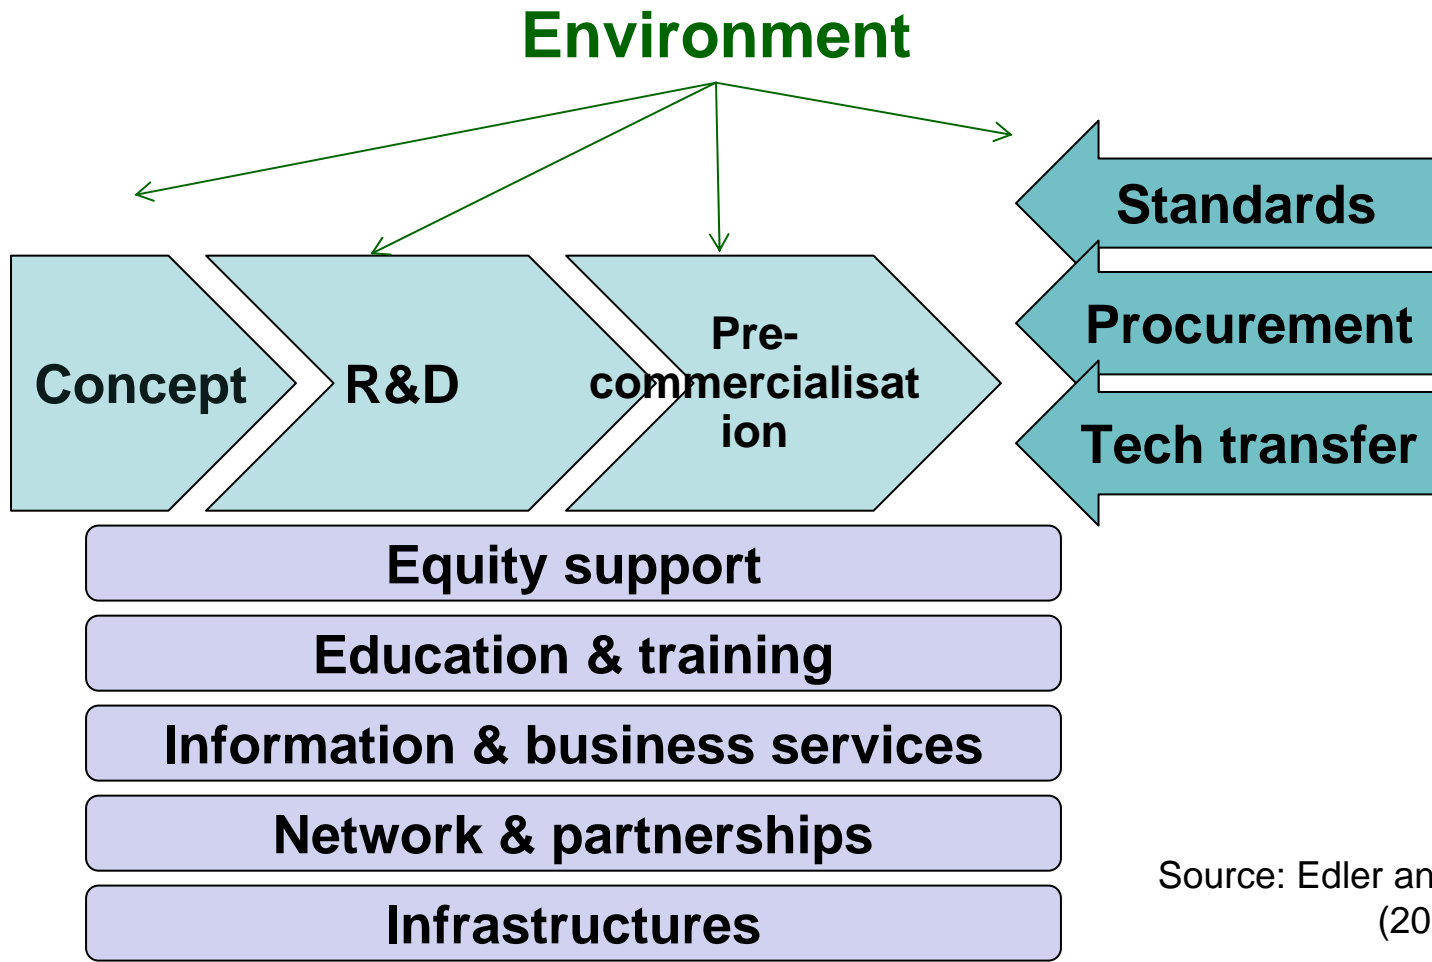 Environment
Standards
Procurement
Tech transfer
Concept
R&D
Pre-
commercialisat
ion
Equity support
Education & training
Information & business services
Network & partnerships
Infrastructures
Source: Edler an
(20